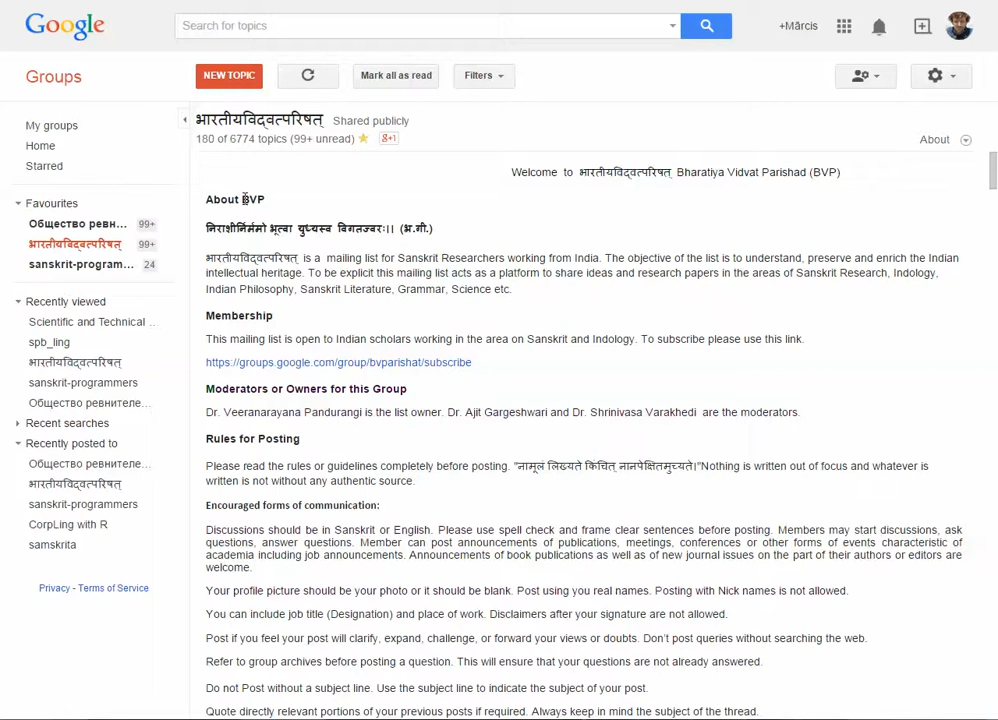 Google
Search for topics
+Mārcis
Groups
NEW TOPIC
Mark all as read
Filters
My groups
Home
Starred
Favourites
Общество ревн... 99+
भारतीयविद्वत्परिषत् 99+
sanskrit-program... 24
Recently viewed
Scientific and Technical ..
spb_ling
भारतीयविद्वत्परिषत्
sanskrit-programmers
Общество ревнителе...
Recent searches
Recently posted to
Общество ревнителе...
भारतीयविद्वत्परिषत्
sanskrit-programmers
CorpLing with R
samskrita
Privacy - Terms of Service
भारतीयविद्वत्परिषत् Shared publicly
180 of 6774 topics (99+ unread) g+1
About
Welcome to भारतीयविद्वत्परिषत् Bharatiya Vidvat Parishad (BVP)
About BVP
निराशीर्निर्ममो भूत्वा युध्यस्व विगतज्वरः।। (भ.गी.)
भारतीयविद्वत्परिषत् is a mailing list for Sanskrit Researchers working from India. The objective of the list is to understand, preserve and enrich the Indian
intellectual heritage. To be explicit this mailing list acts as a platform to share ideas and research papers in the areas of Sanskrit Research, Indology,
Indian Philosophy, Sanskrit Literature, Grammar, Science etc.
Membership
This mailing list is open to Indian scholars working in the area on Sanskrit and Indology. To subscribe please use this link.
https://groups.google.com/group/bvparishat/subscribe
Moderators or Owners for this Group
Dr. Veeranarayana Pandurangi is the list owner. Dr. Ajit Gargeshwari and Dr. Shrinivasa Varakhedi are the moderators.
Rules for Posting
Please read the rules or guidelines completely before posting. "नामूलं लिख्यते किंचित् नानपेक्षितमुच्यते।"Nothing is written out of focus and whatever is
written is not without any authentic source.
Encouraged forms of communication:
Discussions should be in Sanskrit or English. Please use spell check and frame clear sentences before posting. Members may start discussions, ask
questions, answer questions. Member can post announcements of publications, meetings, conferences or other forms of events characteristic of
academia including job announcements. Announcements of book publications as well as of new journal issues on the part of their authors or editors are
welcome.
Your profile picture should be your photo or it should be blank. Post using you real names. Posting with Nick names is not allowed.
You can include job title (Designation) and place of work. Disclaimers after your signature are not allowed.
Post if you feel your post will clarify, expand, challenge, or forward your views or doubts. Don't post queries without searching the web.
Refer to group archives before posting a question. This will ensure that your questions are not already answered.
Do not Post without a subject line. Use the subject line to indicate the subject of your post.
Quote directly relevant portions of your previous posts if required. Always keep in mind the subject of the thread.